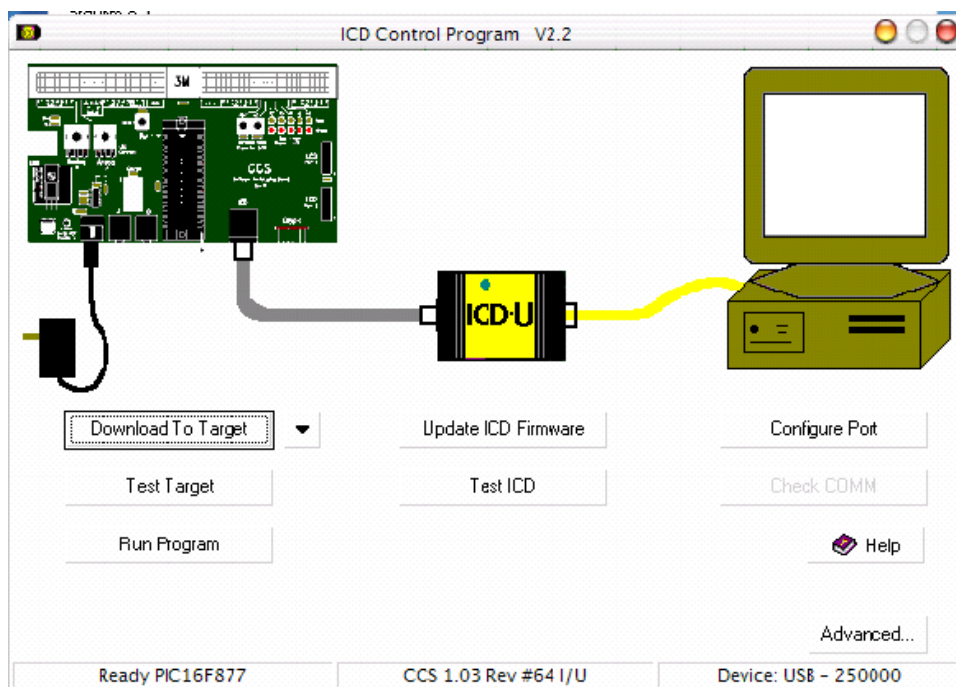 ICD Control Program V2.2
3M
CCS
ICD-U
Download To Target
Update ICD Firmware
Configure Port
Test Target
Test ICD
Check COMM
Run Program
Help
Advanced...
Ready PIC16F877
CCS 1.03 Rev #64 I/U
Device: USB - 250000